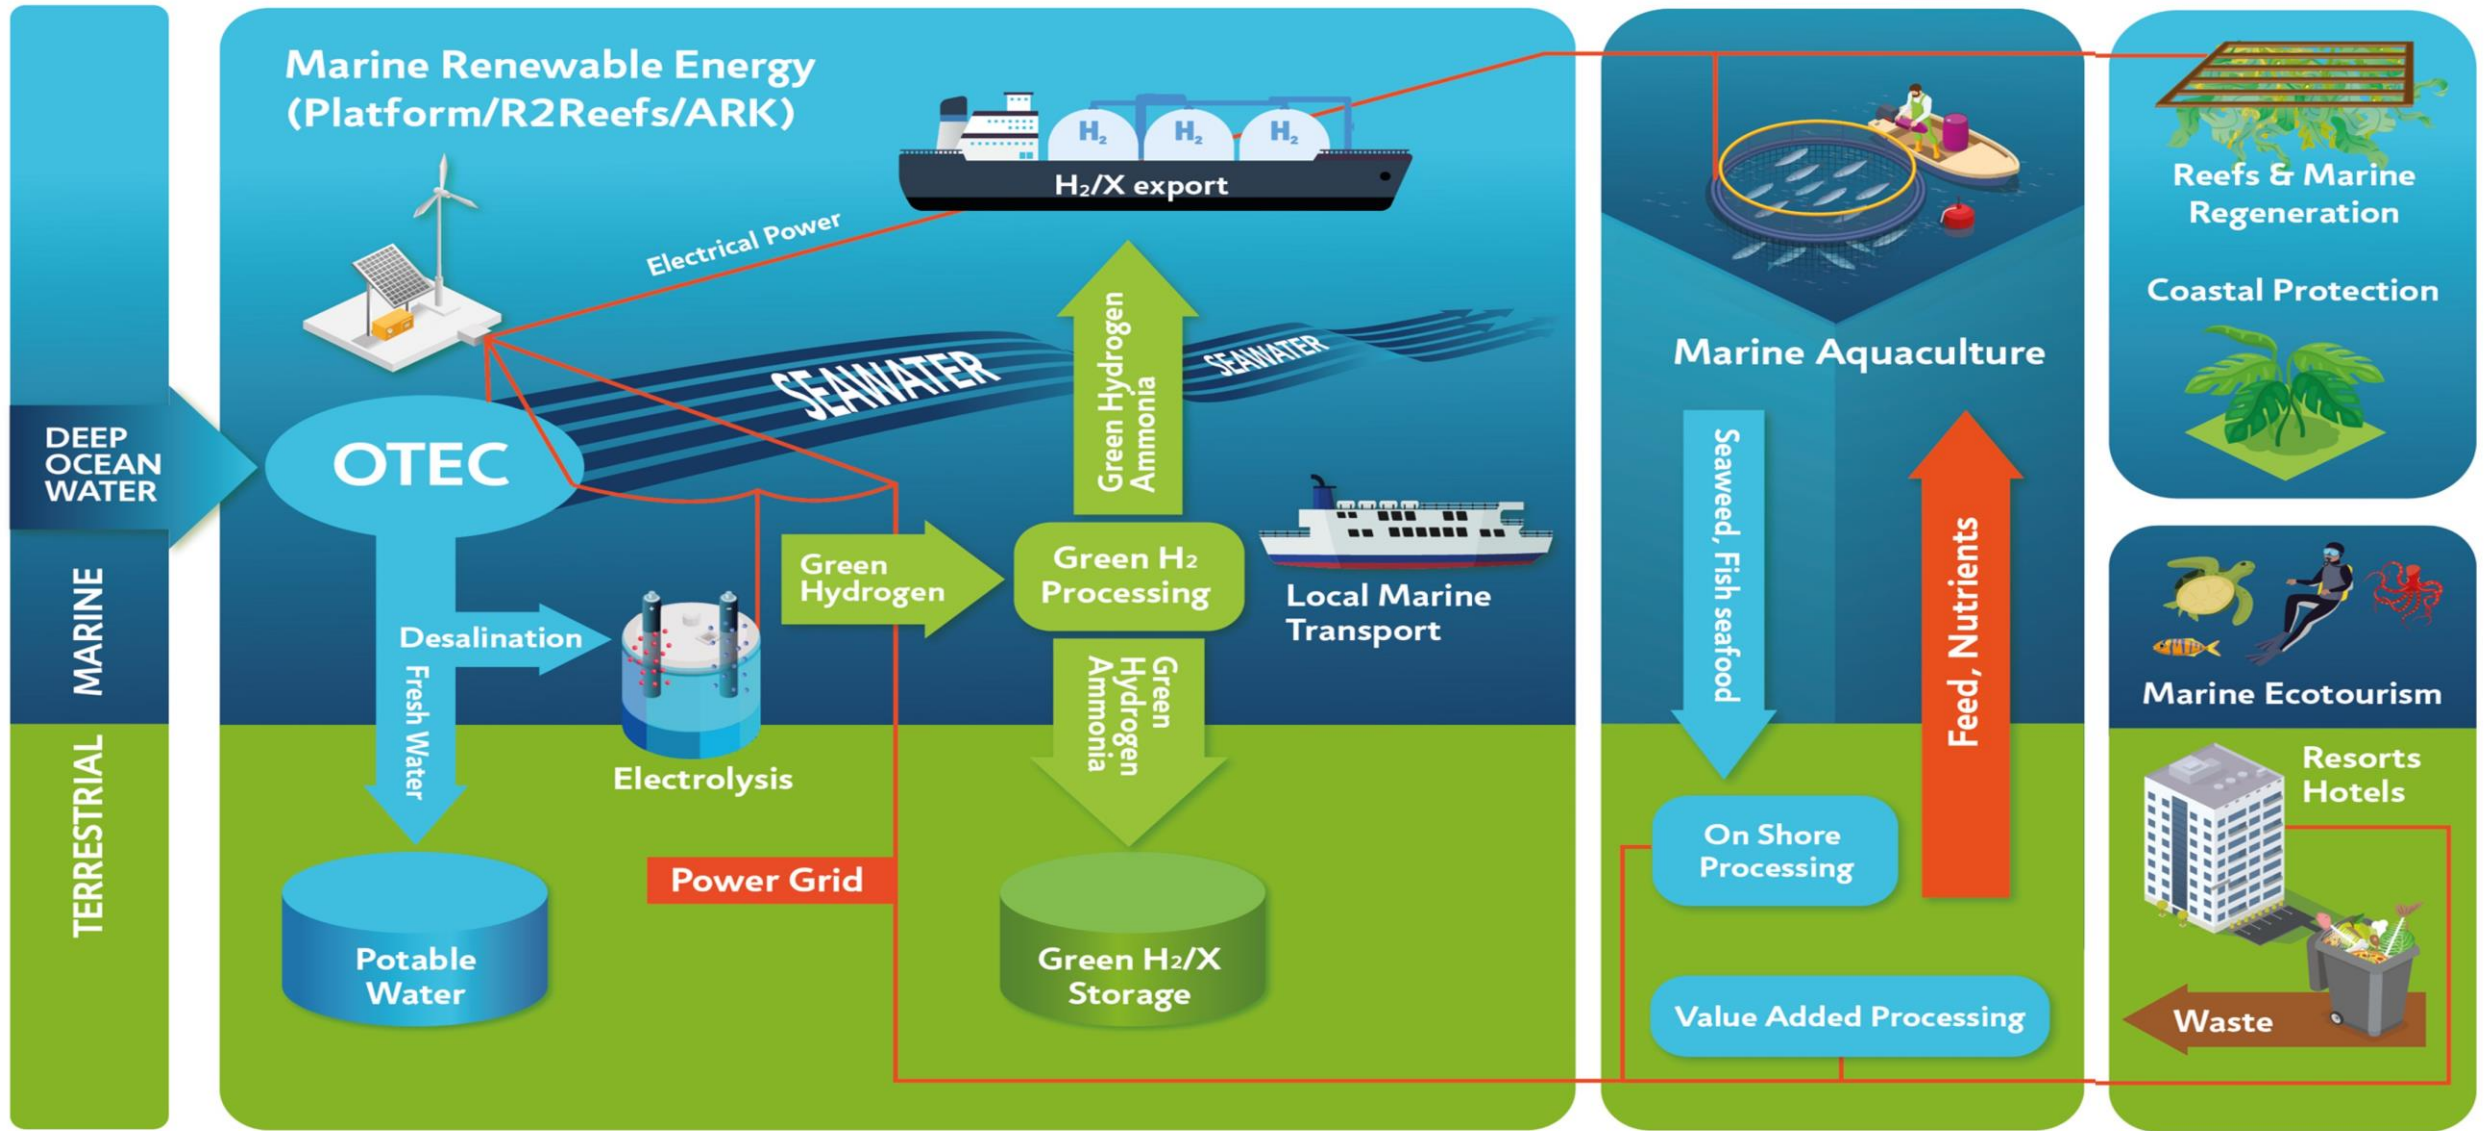 Marine Renewable Energy
(Platform/R2Reefs/ARK)
H₂
H₂
H₂
H₂/X export
Electrical Power
SEAWATER
SEAWATER
Green Hydrogen
Ammonia
DEEP
OCEAN
WATER
OTEC
MARINE
TERRESTRIAL
Desalination
Fresh Water
Electrolysis
Green
Hydrogen
Green H₂
Processing
Local Marine
Transport
Green
Hydrogen
Ammonia
Power Grid
Potable
Water
Green H₂/X
Storage
Marine Aquaculture
Seaweed, Fish seafood
Feed, Nutrients
On Shore
Processing
Value Added Processing
Reefs & Marine
Regeneration
Coastal Protection
Marine Ecotourism
Resorts
Hotels
Waste